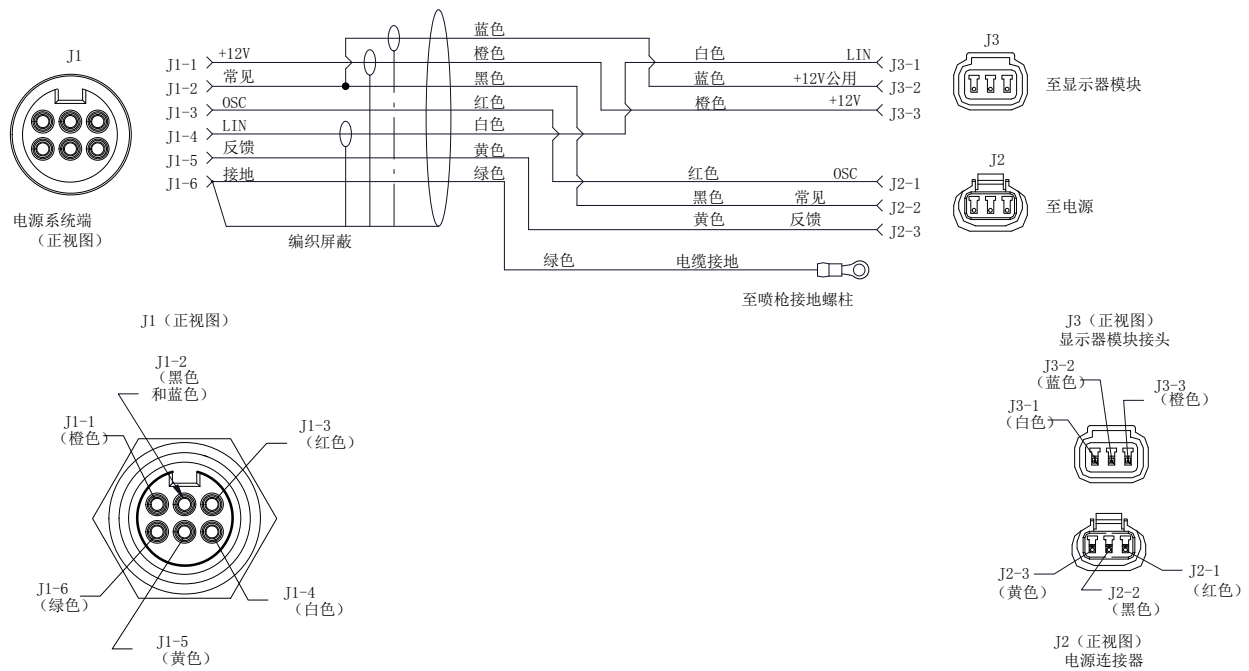 J1
J1-1
+12V
J1-2
常见
J1-3
OSC
J1-4
LIN
J1-5
反馈
J1-6
接地
电源系统端
（正视图）
编织屏蔽
蓝色
橙色
黑色
红色
白色
黄色
绿色
白色
LIN
J3-1
蓝色
+12V公用
J3-2
橙色
+12V
J3-3
红色
OSC
J2-1
黑色
常见
J2-2
黄色
反馈
J2-3
绿色
电缆接地
至喷枪接地螺柱
J3
至显示器模块
J2
至电源
J1（正视图）
J1-2
（黑色
和蓝色）
J1-1
（橙色）
J1-3
（红色）
J1-6
（绿色）
J1-4
（白色）
J1-5
（黄色）
J3（正视图）
显示器模块接头
J3-2
（蓝色）
J3-3
（橙色）
J3-1
（白色）
J2-3
（黄色）
J2-2
（黑色）
J2-1
（红色）
J2（正视图）
电源连接器